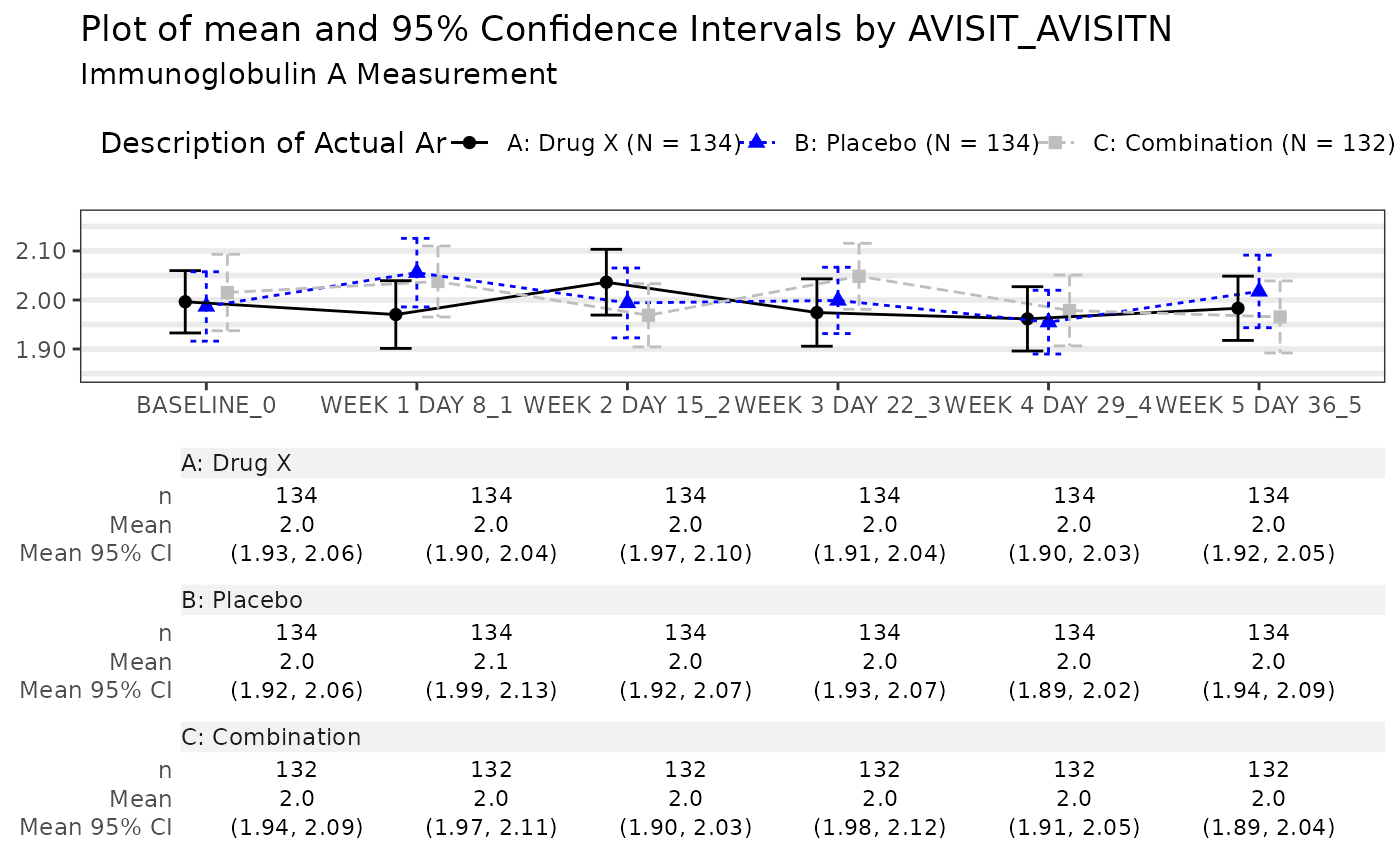 Plot of mean and 95% Confidence Intervals by AVISIT_AVISITN
Immunoglobulin A Measurement
Description of Actual Ar A: Drug X (N = 134) B: Placebo (N = 134) C: Combination (N = 132)
2.10
2.00
1.90
BASELINE_0 WEEK 1 DAY 8_1 WEEK 2 DAY 15_2 WEEK 3 DAY 22_3 WEEK 4 DAY 29_4 WEEK 5 DAY 36_5
A: Drug X
n 134 134 134 134 134 134
Mean 2.0 2.0 2.0 2.0 2.0 2.0
Mean 95% CI (1.93, 2.06) (1.90, 2.04) (1.97, 2.10) (1.91, 2.04) (1.90, 2.03) (1.92, 2.05)
B: Placebo
n 134 134 134 134 134 134
Mean 2.0 2.1 2.0 2.0 2.0 2.0
Mean 95% CI (1.92, 2.06) (1.99, 2.13) (1.92, 2.07) (1.93, 2.07) (1.89, 2.02) (1.94, 2.09)
C: Combination
n 132 132 132 132 132 132
Mean 2.0 2.0 2.0 2.0 2.0 2.0
Mean 95% CI (1.94, 2.09) (1.97, 2.11) (1.90, 2.03) (1.98, 2.12) (1.91, 2.05) (1.89, 2.04)